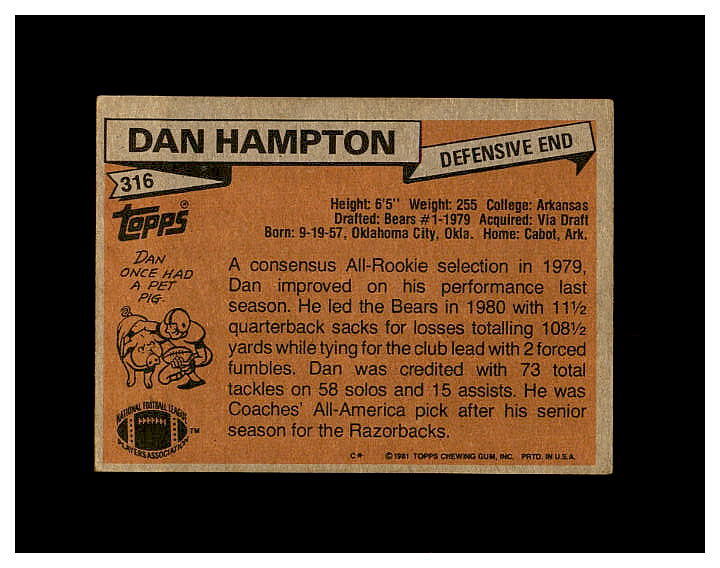 DAN HAMPTON
DEFENSIVE END
316
Topps®
Height: 6'5" Weight: 255 College: Arkansas
Drafted: Bears #1-1979 Acquired: Via Draft
Born: 9-19-57, Oklahoma City, Okla. Home: Cabot, Ark.
DAN
ONCE HAD
A PET
PIG.
A consensus All-Rookie selection in 1979,
Dan improved on his performance last
season. He led the Bears in 1980 with 11½
quarterback sacks for losses totalling 108½
yards while tying for the club lead with 2 forced
fumbles. Dan was credited with 73 total
tackles on 58 solos and 15 assists. He was
Coaches' All-America pick after his senior
season for the Razorbacks.
NATIONAL FOOTBALL LEAGUE
PLAYERS ASSOCIATION
™
C* ©1981 TOPPS CHEWING GUM, INC. PRTD. IN U.S.A.